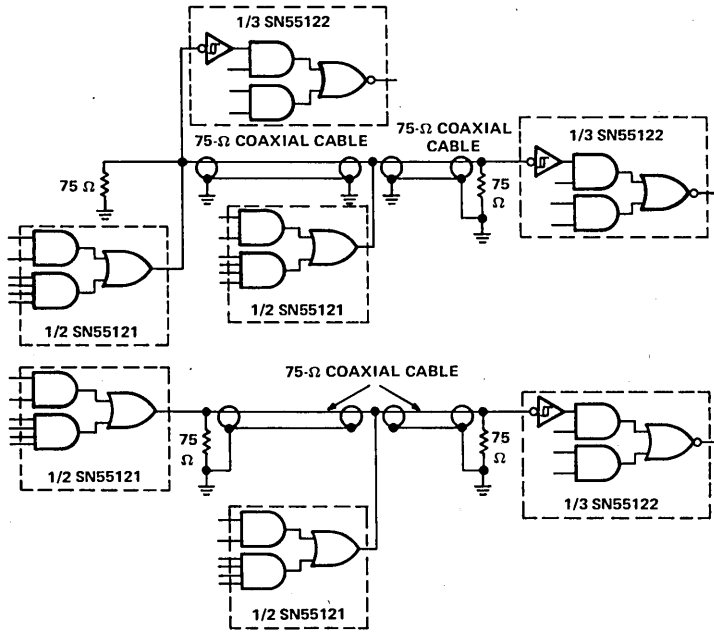 1/3 SN55122
75-Ω COAXIAL CABLE
75-Ω COAXIAL
CABLE
1/3 SN55122
75 Ω
75
Ω
1/2 SN55121
1/2 SN55121
75-Ω COAXIAL CABLE
75
Ω
75
Ω
1/2 SN55121
1/3 SN55122
1/2 SN55121